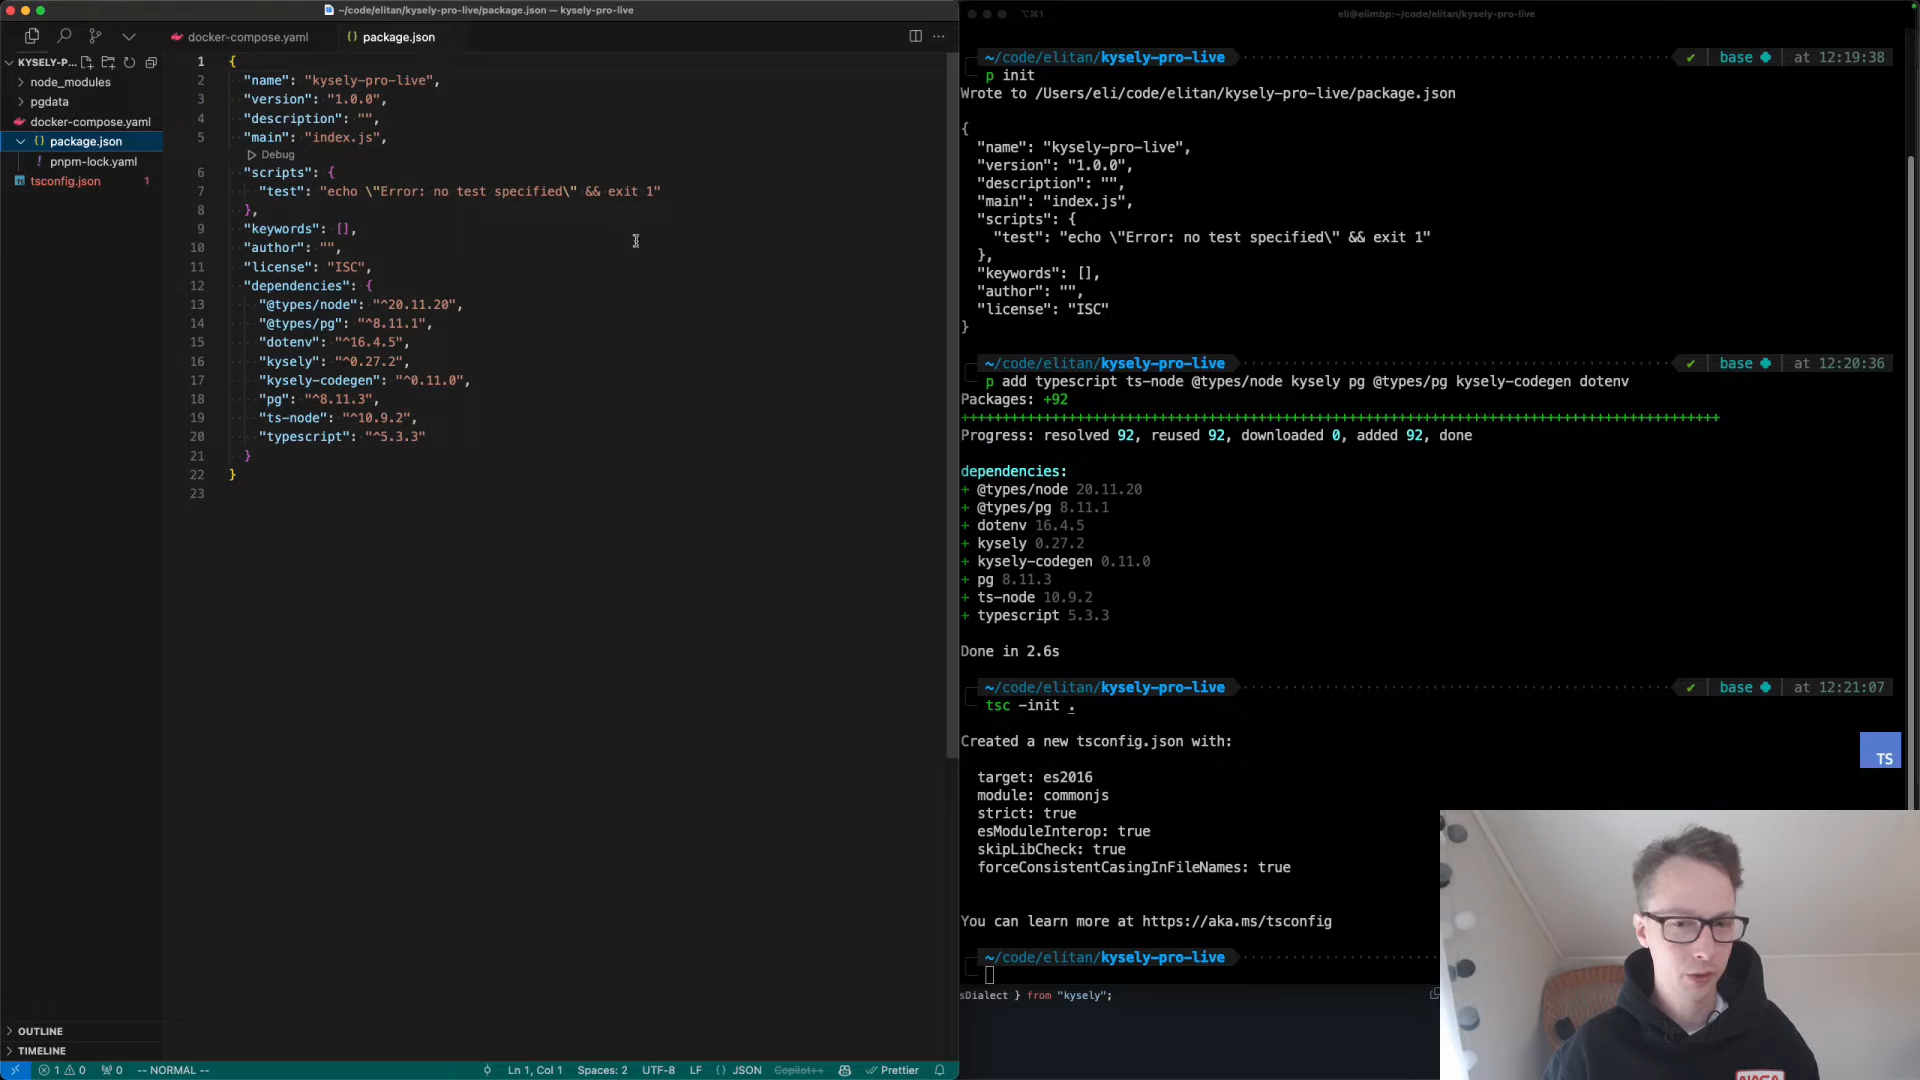 ~/code/elitan/kysely-pro-live/package.json — kysely-pro-live
docker-compose.yaml
{} package.json
KYSELY-P...
node_modules
pgdata
docker-compose.yaml
{} package.json
! pnpm-lock.yaml
tsconfig.json 1
OUTLINE
TIMELINE
1 {
2 "name": "kysely-pro-live",
3 "version": "1.0.0",
4 "description": "",
5 "main": "index.js",
Debug
6 "scripts": {
7 "test": "echo \"Error: no test specified\" && exit 1"
8 },
9 "keywords": [],
10 "author": "",
11 "license": "ISC",
12 "dependencies": {
13 "@types/node": "^20.11.20",
14 "@types/pg": "^8.11.1",
15 "dotenv": "^16.4.5",
16 "kysely": "^0.27.2",
17 "kysely-codegen": "^0.11.0",
18 "pg": "^8.11.3",
19 "ts-node": "^10.9.2",
20 "typescript": "^5.3.3"
21 }
22 }
23
1 0 0 -- NORMAL -- Ln 1, Col 1 Spaces: 2 UTF-8 LF {} JSON Copilot++ Prettier
⌥⌘1 eli@elimbp:~/code/elitan/kysely-pro-live
~/code/elitan/kysely-pro-live ✔ base at 12:19:38
p init
Wrote to /Users/eli/code/elitan/kysely-pro-live/package.json
{
"name": "kysely-pro-live",
"version": "1.0.0",
"description": "",
"main": "index.js",
"scripts": {
"test": "echo \"Error: no test specified\" && exit 1"
},
"keywords": [],
"author": "",
"license": "ISC"
}
~/code/elitan/kysely-pro-live ✔ base at 12:20:36
p add typescript ts-node @types/node kysely pg @types/pg kysely-codegen dotenv
Packages: +92
++++++++++++++++++++++++++++++++++++++++++++++++++++++++++++++++++++++++++++++++++++++++++++
Progress: resolved 92, reused 92, downloaded 0, added 92, done
dependencies:
+ @types/node 20.11.20
+ @types/pg 8.11.1
+ dotenv 16.4.5
+ kysely 0.27.2
+ kysely-codegen 0.11.0
+ pg 8.11.3
+ ts-node 10.9.2
+ typescript 5.3.3
Done in 2.6s
~/code/elitan/kysely-pro-live ✔ base at 12:21:07
tsc -init .
Created a new tsconfig.json with:
TS
target: es2016
module: commonjs
strict: true
esModuleInterop: true
skipLibCheck: true
forceConsistentCasingInFileNames: true
You can learn more at https://aka.ms/tsconfig
~/code/elitan/kysely-pro-live
sDialect } from "kysely";
NASA